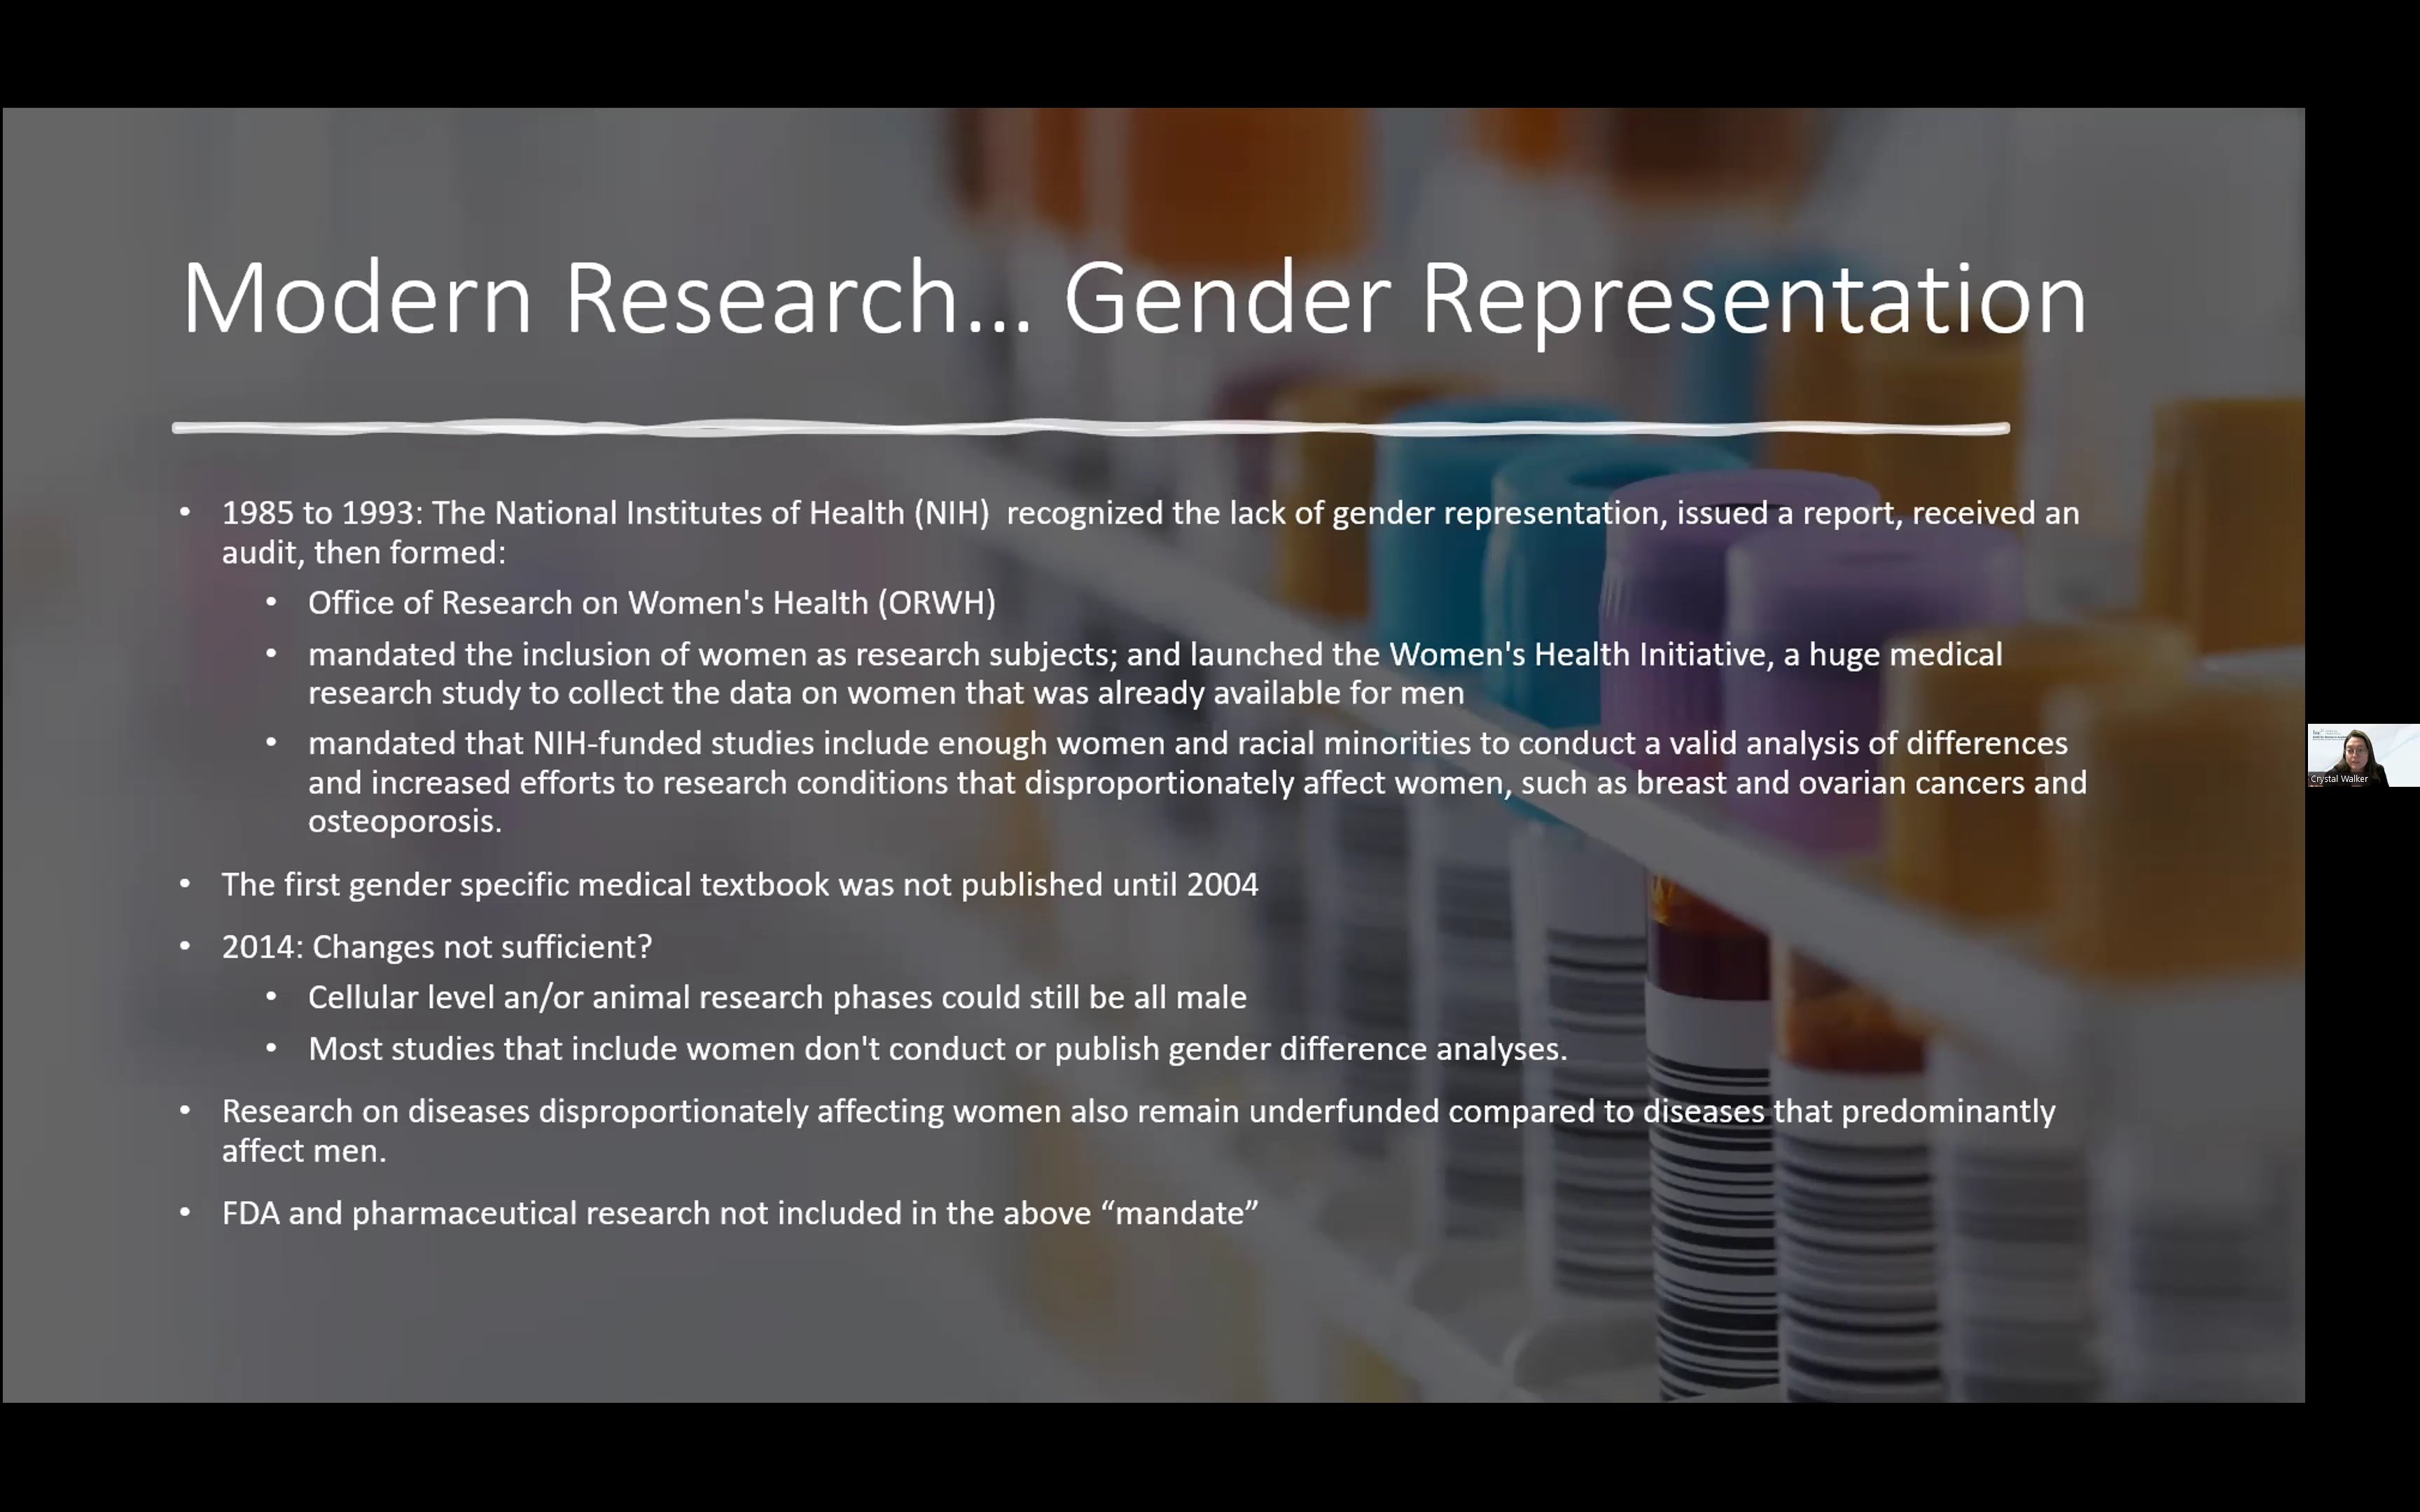 Modern Research... Gender Representation
• 1985 to 1993: The National Institutes of Health (NIH)  recognized the lack of gender representation, issued a report, received an
audit, then formed:
• Office of Research on Women's Health (ORWH)
• mandated the inclusion of women as research subjects; and launched the Women's Health Initiative, a huge medical
research study to collect the data on women that was already available for men
• mandated that NIH-funded studies include enough women and racial minorities to conduct a valid analysis of differences
and increased efforts to research conditions that disproportionately affect women, such as breast and ovarian cancers and
osteoporosis.
• The first gender specific medical textbook was not published until 2004
• 2014: Changes not sufficient?
• Cellular level an/or animal research phases could still be all male
• Most studies that include women don't conduct or publish gender difference analyses.
• Research on diseases disproportionately affecting women also remain underfunded compared to diseases that predominantly
affect men.
• FDA and pharmaceutical research not included in the above “mandate”
Crystal Walker